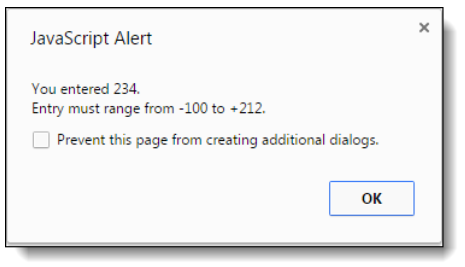 JavaScript Alert
You entered 234.
Entry must range from -100 to +212.
Prevent this page from creating additional dialogs.
OK